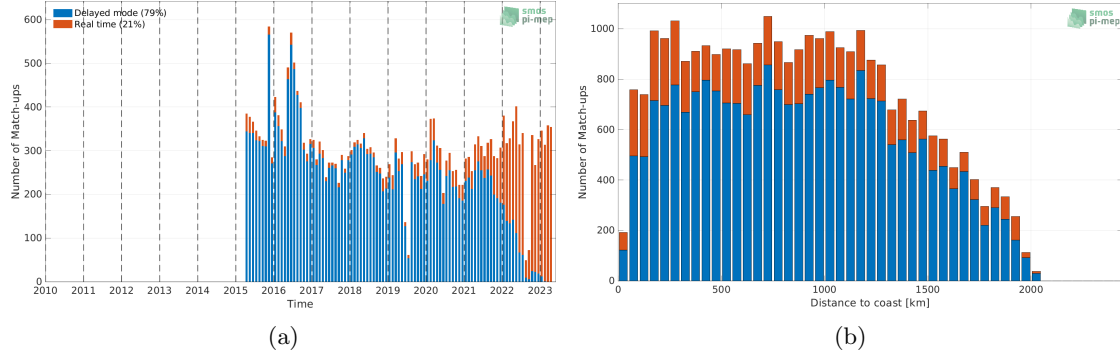 Delayed mode (79%)
Real time (21%)
smos
pi-mep
Number of Match-ups
600
500
400
300
200
100
0
2010 2011 2012 2013 2014 2015 2016 2017 2018 2019 2020 2021 2022 2023
Time
(a)
smos
pi-mep
Number of Match-ups
1000
800
600
400
200
0
0 500 1000 1500 2000
Distance to coast [km]
(b)